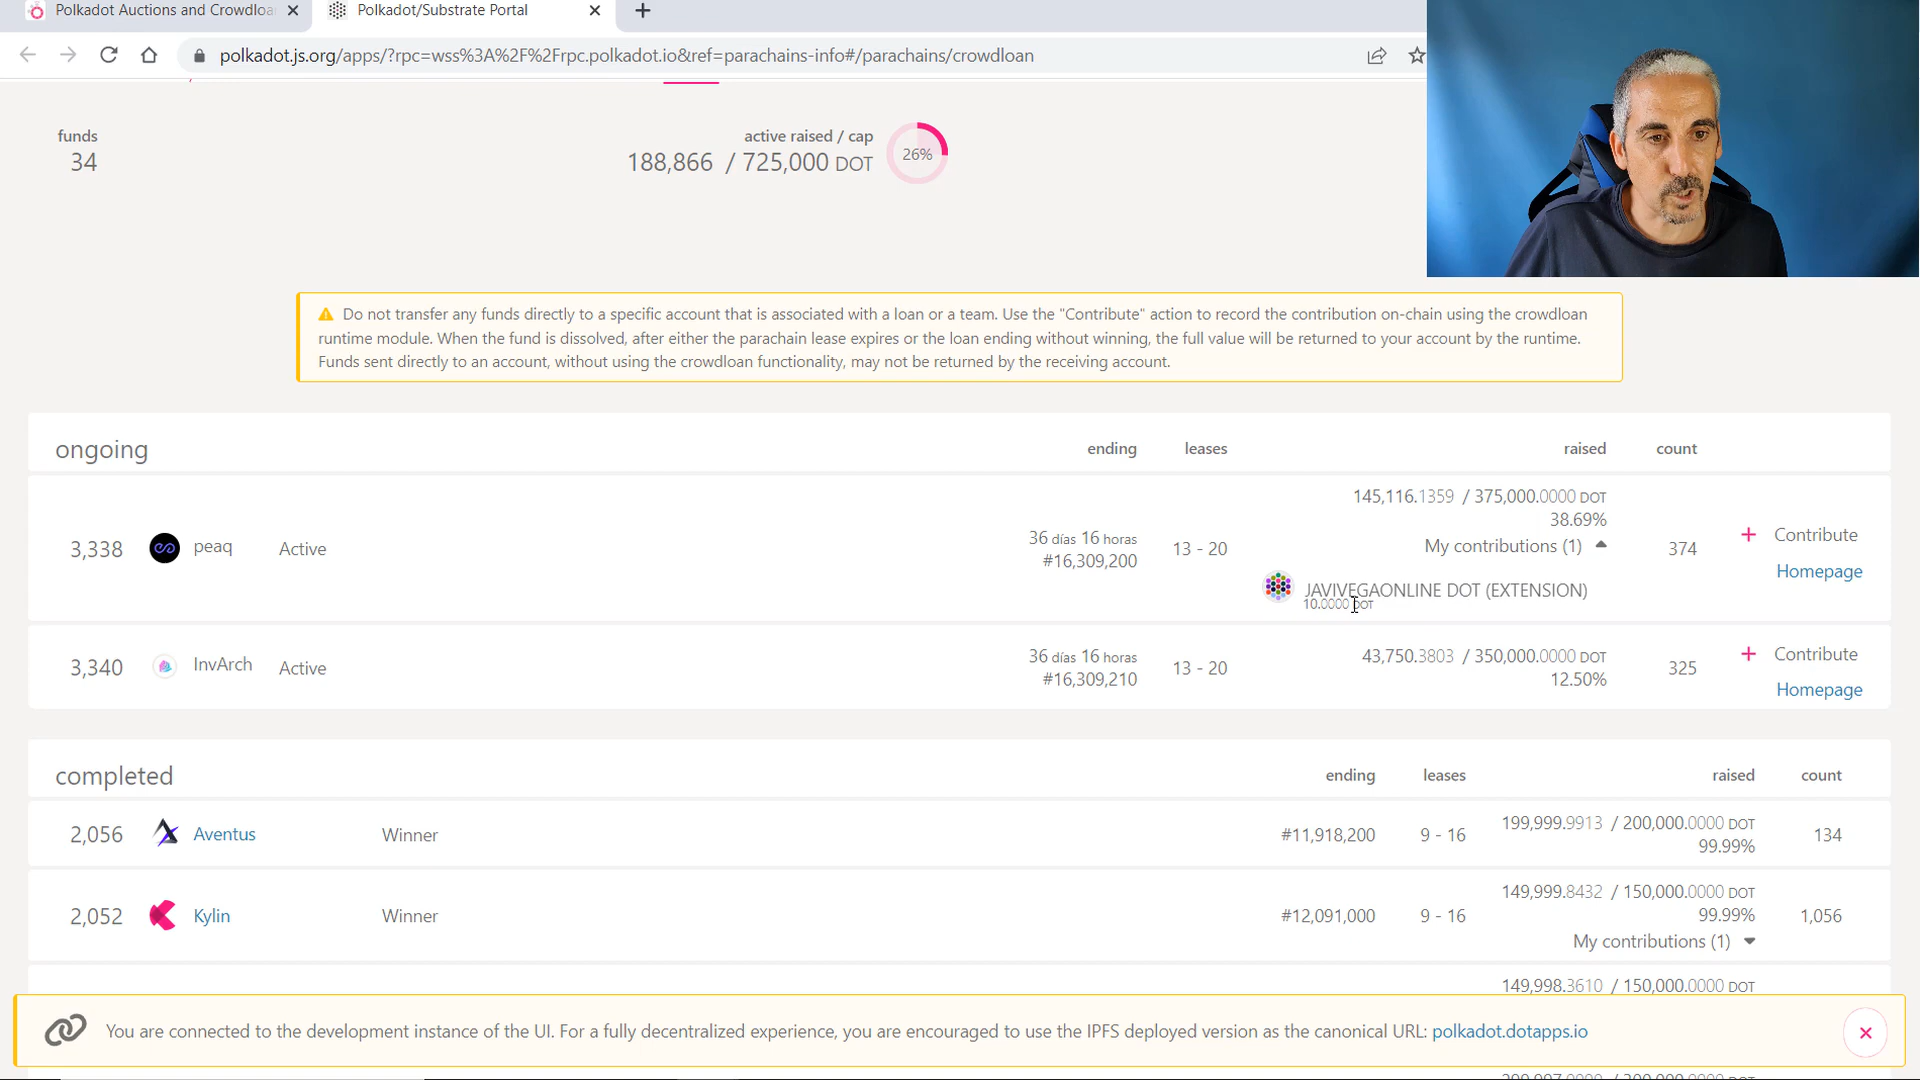 Polkadot Auctions and Crowdloa
Polkadot/Substrate Portal
polkadot.js.org/apps/?rpc=wss%3A%2F%2Frpc.polkadot.io&ref=parachains-info#/parachains/crowdloan
funds
34
active raised / cap
188,866 / 725,000 DOT
26%
Do not transfer any funds directly to a specific account that is associated with a loan or a team. Use the "Contribute" action to record the contribution on-chain using the crowdloan
runtime module. When the fund is dissolved, after either the parachain lease expires or the loan ending without winning, the full value will be returned to your account by the runtime.
Funds sent directly to an account, without using the crowdloan functionality, may not be returned by the receiving account.
ongoing ending leases raised count
145,116.1359 / 375,000.0000 DOT
38.69%
3,338 peaq Active 36 días 16 horas 13 - 20 My contributions (1) 374 + Contribute
#16,309,200 Homepage
JAVIVEGAONLINE DOT (EXTENSION)
10.0000 DOT
3,340 InvArch Active 36 días 16 horas 13 - 20 43,750.3803 / 350,000.0000 DOT 325 + Contribute
#16,309,210 12.50% Homepage
completed ending leases raised count
2,056 Aventus Winner #11,918,200 9 - 16 199,999.9913 / 200,000.0000 DOT 134
99.99%
2,052 Kylin Winner #12,091,000 9 - 16 149,999.8432 / 150,000.0000 DOT 1,056
99.99%
My contributions (1)
149,998.3610 / 150,000.0000 DOT
You are connected to the development instance of the UI. For a fully decentralized experience, you are encouraged to use the IPFS deployed version as the canonical URL: polkadot.dotapps.io